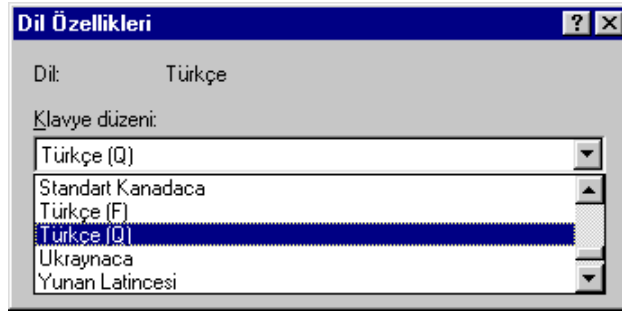 Dil Özellikleri
Dil: Türkçe
Klavye düzeni:
Türkçe (Q)
Standart Kanadaca
Türkçe (F)
Türkçe (Q)
Ukraynaca
Yunan Latincesi